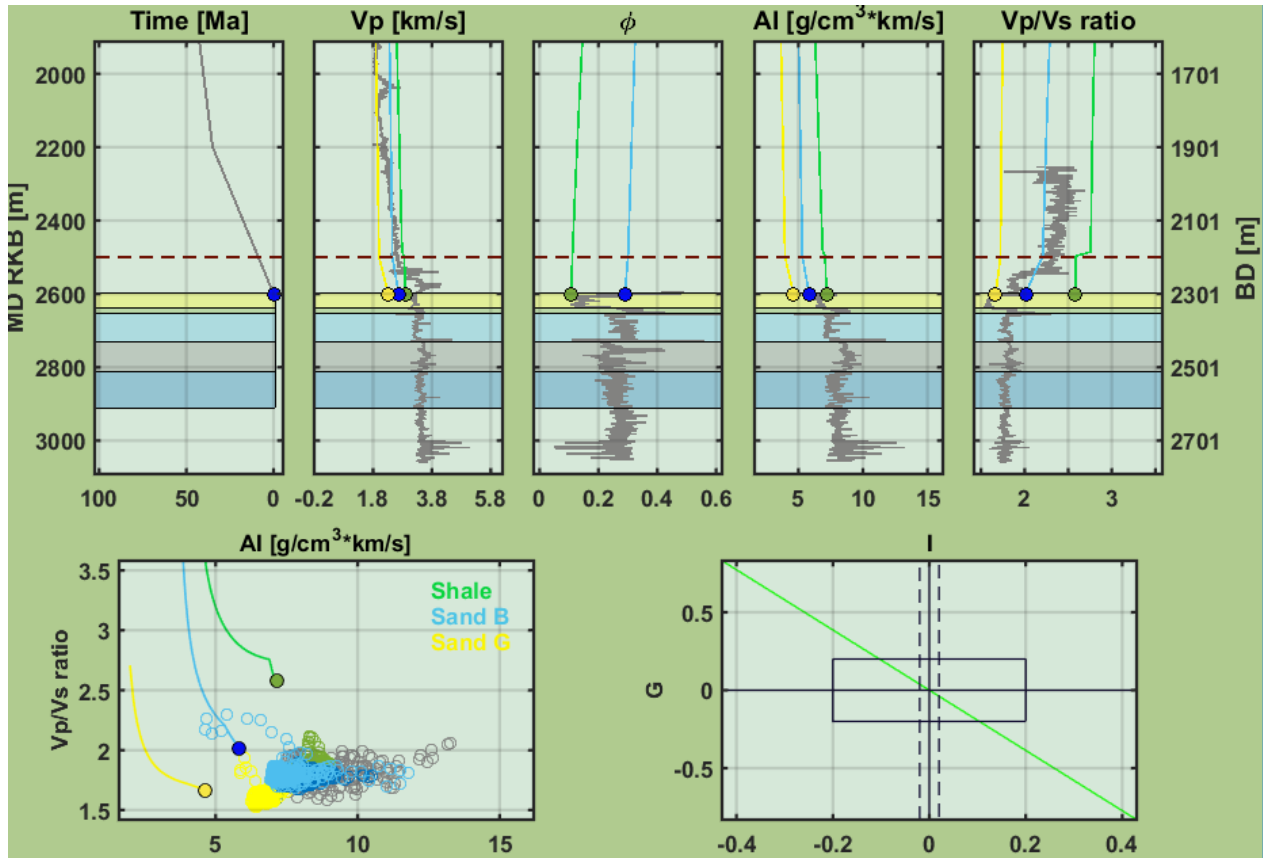 Time [Ma] Vp [km/s] ϕ AI [g/cm³*km/s] Vp/Vs ratio
2000 1701
2200 1901
2400 2101
2600 2301
2800 2501
3000 2701
MD RKB [m]
BD [m]
100 50 0 -0.2 1.8 3.8 5.8 0 0.2 0.4 0.6 5 10 15 2 3
AI [g/cm³*km/s]
I
3.5
3
2.5
2
1.5
Vp/Vs ratio
Shale
Sand B
Sand G
5 10 15
0.5
0
-0.5
G
-0.4 -0.2 0 0.2 0.4